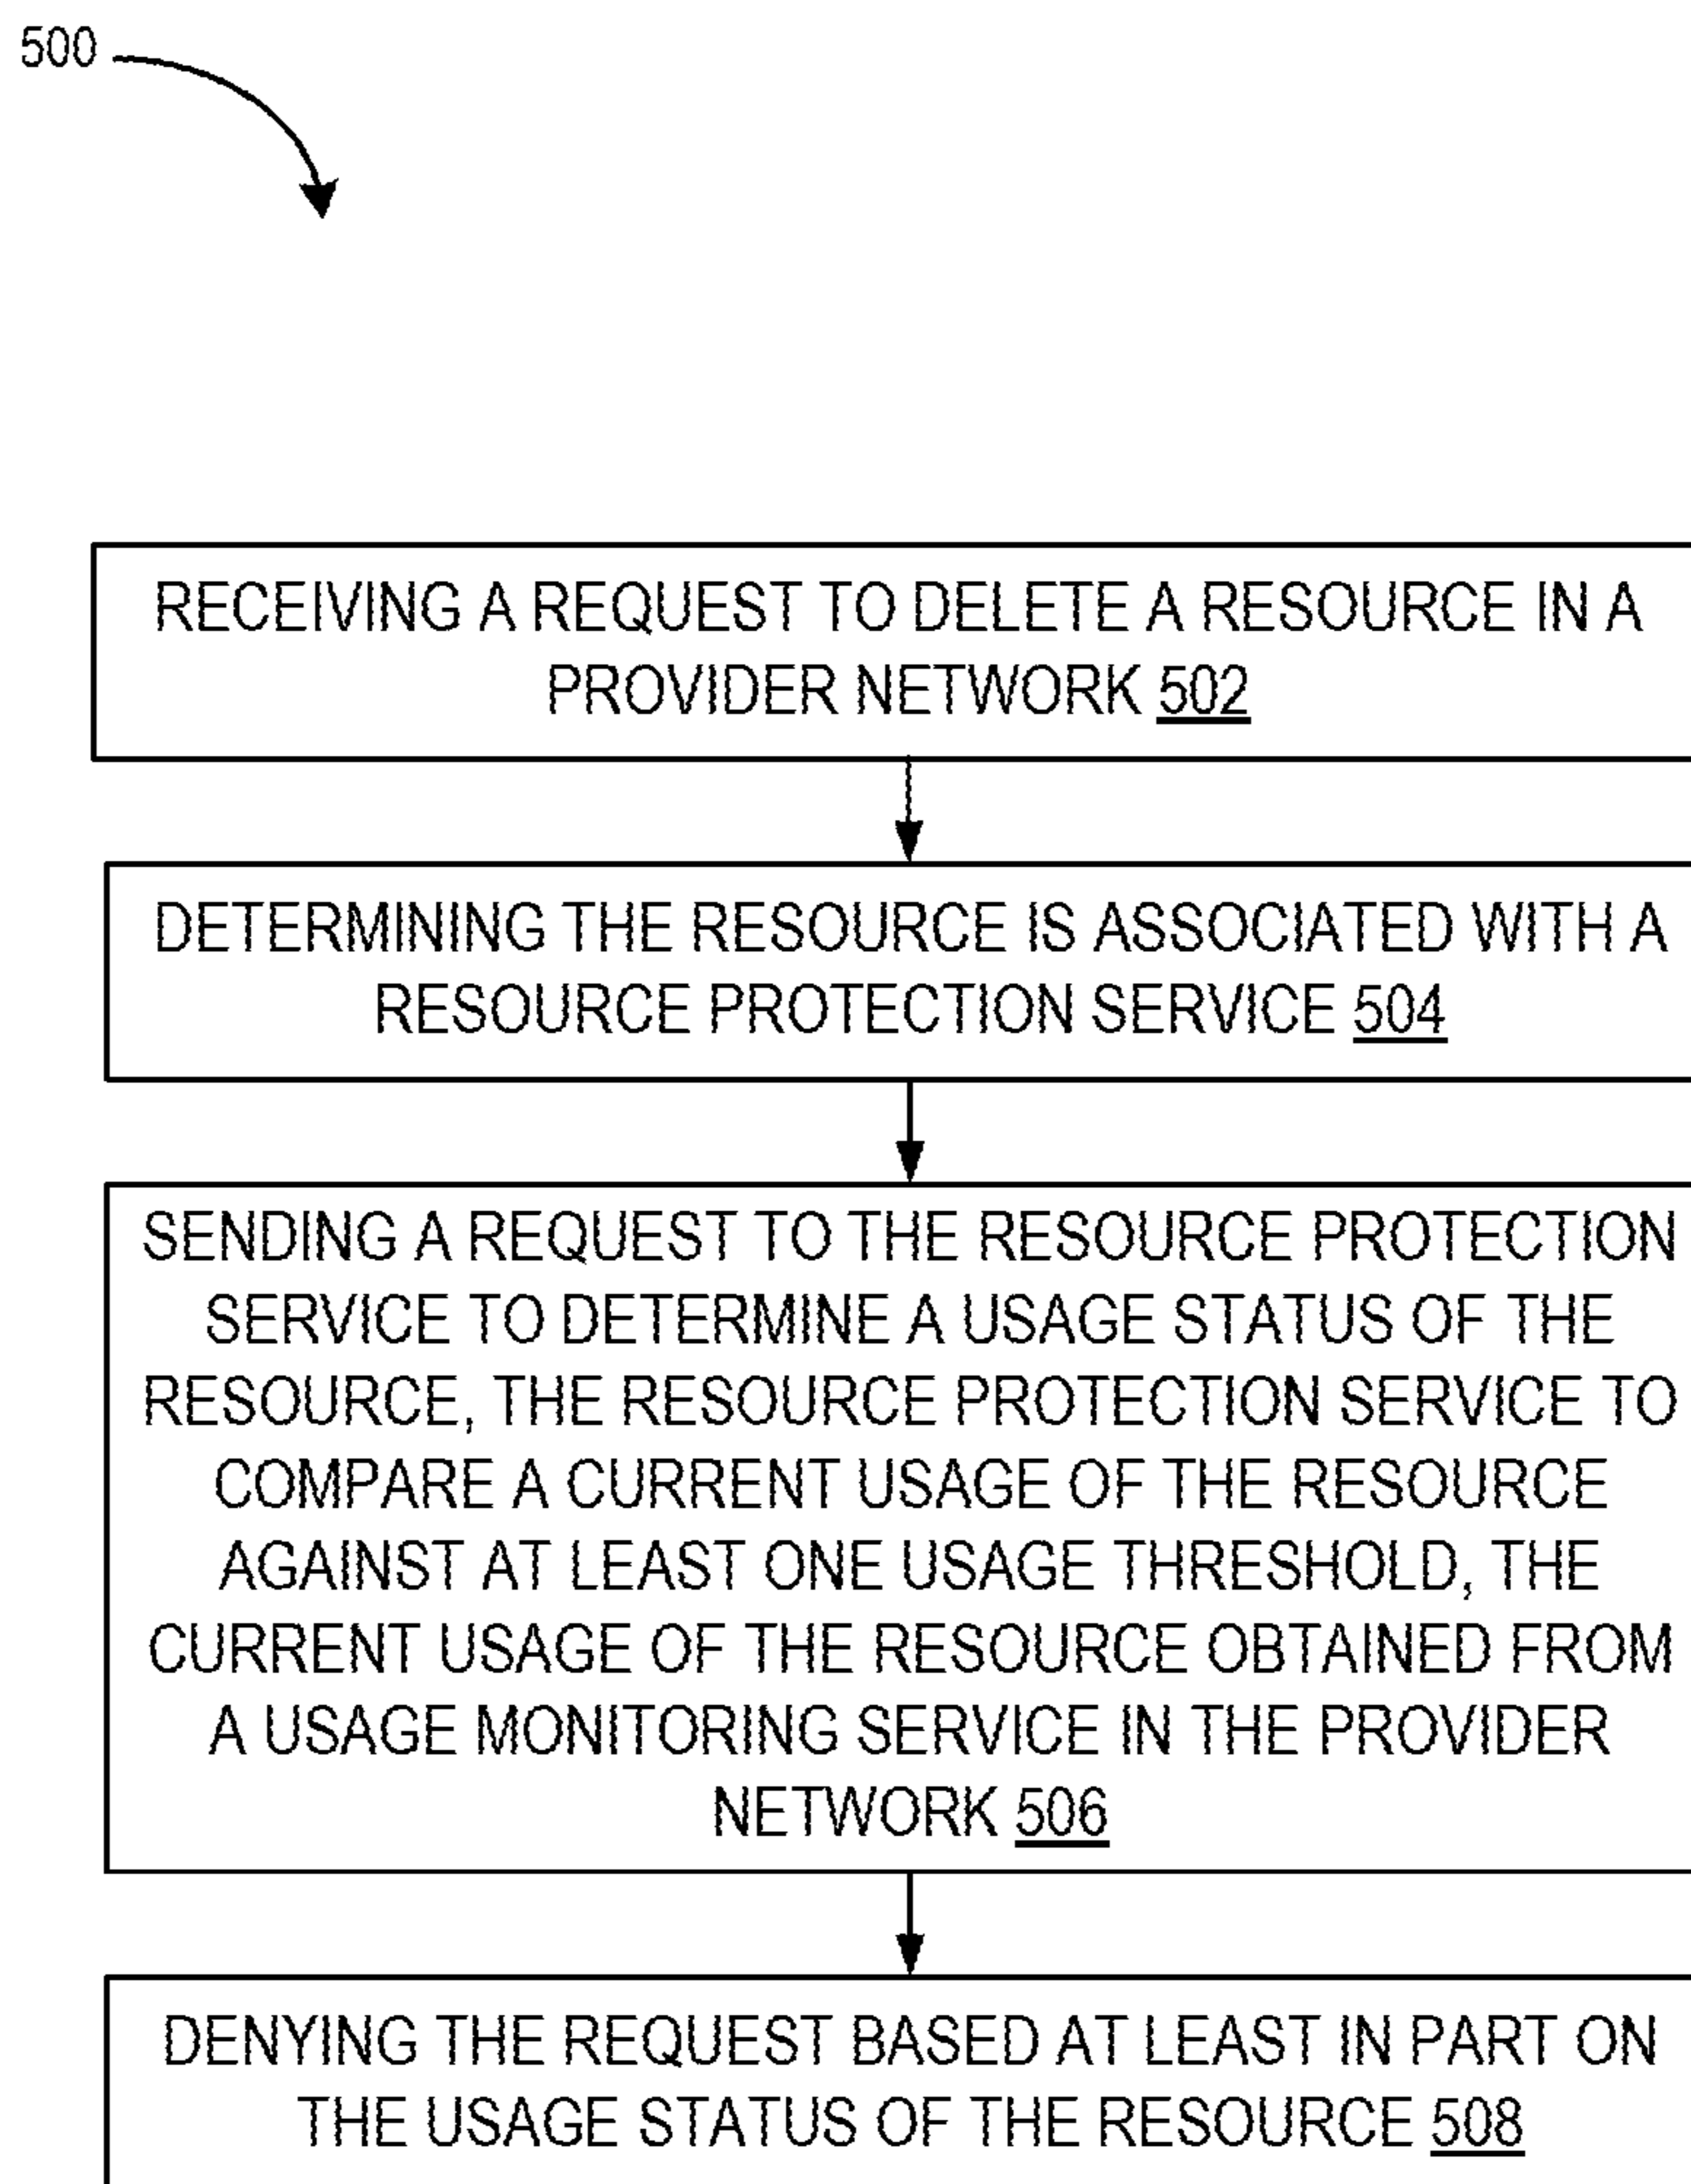 500
RECEIVING A REQUEST TO DELETE A RESOURCE IN A
PROVIDER NETWORK 502
DETERMINING THE RESOURCE IS ASSOCIATED WITH A
RESOURCE PROTECTION SERVICE 504
SENDING A REQUEST TO THE RESOURCE PROTECTION
SERVICE TO DETERMINE A USAGE STATUS OF THE
RESOURCE, THE RESOURCE PROTECTION SERVICE TO
COMPARE A CURRENT USAGE OF THE RESOURCE
AGAINST AT LEAST ONE USAGE THRESHOLD, THE
CURRENT USAGE OF THE RESOURCE OBTAINED FROM
A USAGE MONITORING SERVICE IN THE PROVIDER
NETWORK 506
DENYING THE REQUEST BASED AT LEAST IN PART ON
THE USAGE STATUS OF THE RESOURCE 508